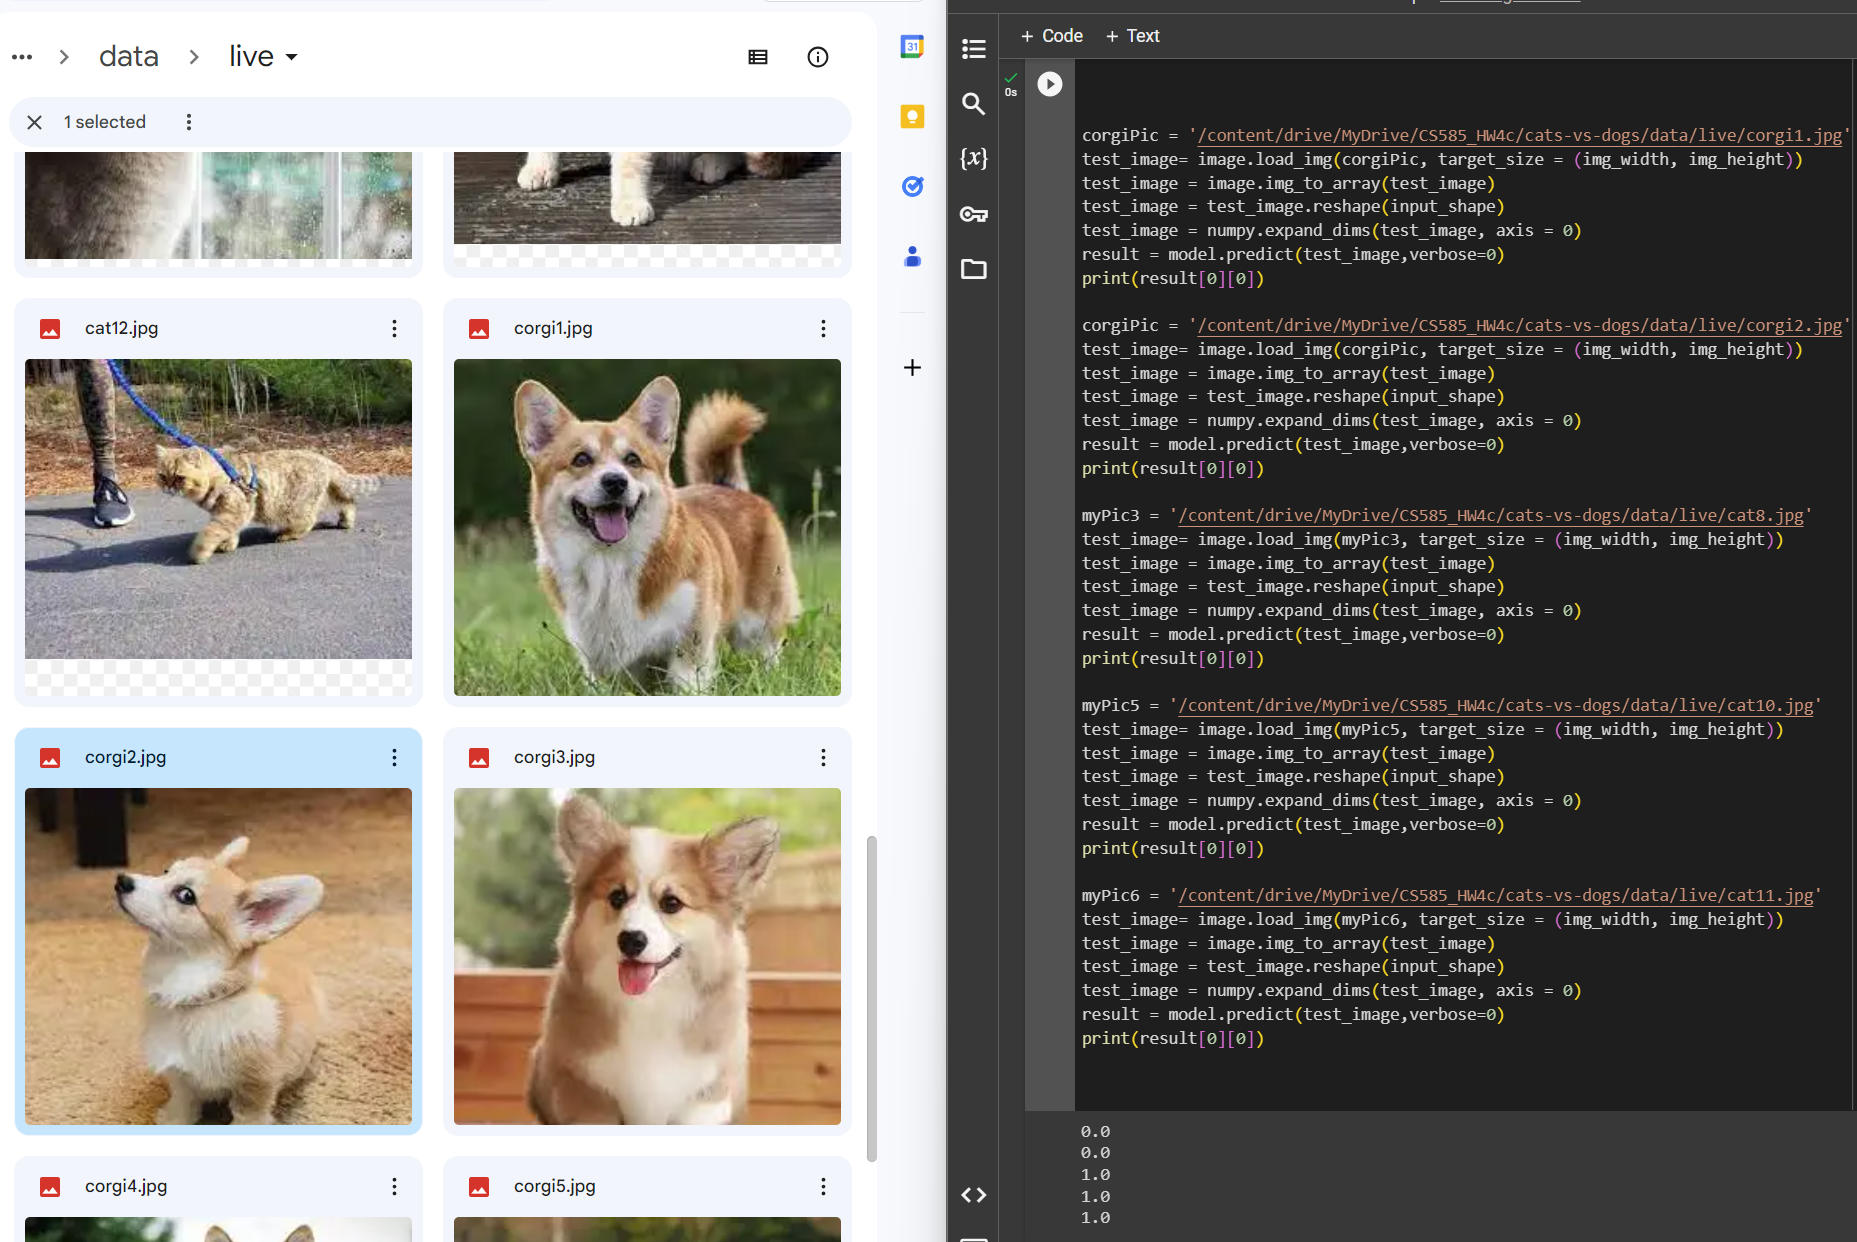 data
live
1 selected
cat12.jpg
corgi1.jpg
corgi2.jpg
corgi3.jpg
corgi4.jpg
corgi5.jpg
31
+ Code
+ Text
0s
{x}
corgiPic = '/content/drive/MyDrive/CS585_HW4c/cats-vs-dogs/data/live/corgi1.jpg'
test_image= image.load_img(corgiPic, target_size = (img_width, img_height))
test_image = image.img_to_array(test_image)
test_image = test_image.reshape(input_shape)
test_image = numpy.expand_dims(test_image, axis = 0)
result = model.predict(test_image,verbose=0)
print(result[0][0])
corgiPic = '/content/drive/MyDrive/CS585_HW4c/cats-vs-dogs/data/live/corgi2.jpg'
test_image= image.load_img(corgiPic, target_size = (img_width, img_height))
test_image = image.img_to_array(test_image)
test_image = test_image.reshape(input_shape)
test_image = numpy.expand_dims(test_image, axis = 0)
result = model.predict(test_image,verbose=0)
print(result[0][0])
myPic3 = '/content/drive/MyDrive/CS585_HW4c/cats-vs-dogs/data/live/cat8.jpg'
test_image= image.load_img(myPic3, target_size = (img_width, img_height))
test_image = image.img_to_array(test_image)
test_image = test_image.reshape(input_shape)
test_image = numpy.expand_dims(test_image, axis = 0)
result = model.predict(test_image,verbose=0)
print(result[0][0])
myPic5 = '/content/drive/MyDrive/CS585_HW4c/cats-vs-dogs/data/live/cat10.jpg'
test_image= image.load_img(myPic5, target_size = (img_width, img_height))
test_image = image.img_to_array(test_image)
test_image = test_image.reshape(input_shape)
test_image = numpy.expand_dims(test_image, axis = 0)
result = model.predict(test_image,verbose=0)
print(result[0][0])
myPic6 = '/content/drive/MyDrive/CS585_HW4c/cats-vs-dogs/data/live/cat11.jpg'
test_image= image.load_img(myPic6, target_size = (img_width, img_height))
test_image = image.img_to_array(test_image)
test_image = test_image.reshape(input_shape)
test_image = numpy.expand_dims(test_image, axis = 0)
result = model.predict(test_image,verbose=0)
print(result[0][0])
0.0
0.0
1.0
1.0
1.0